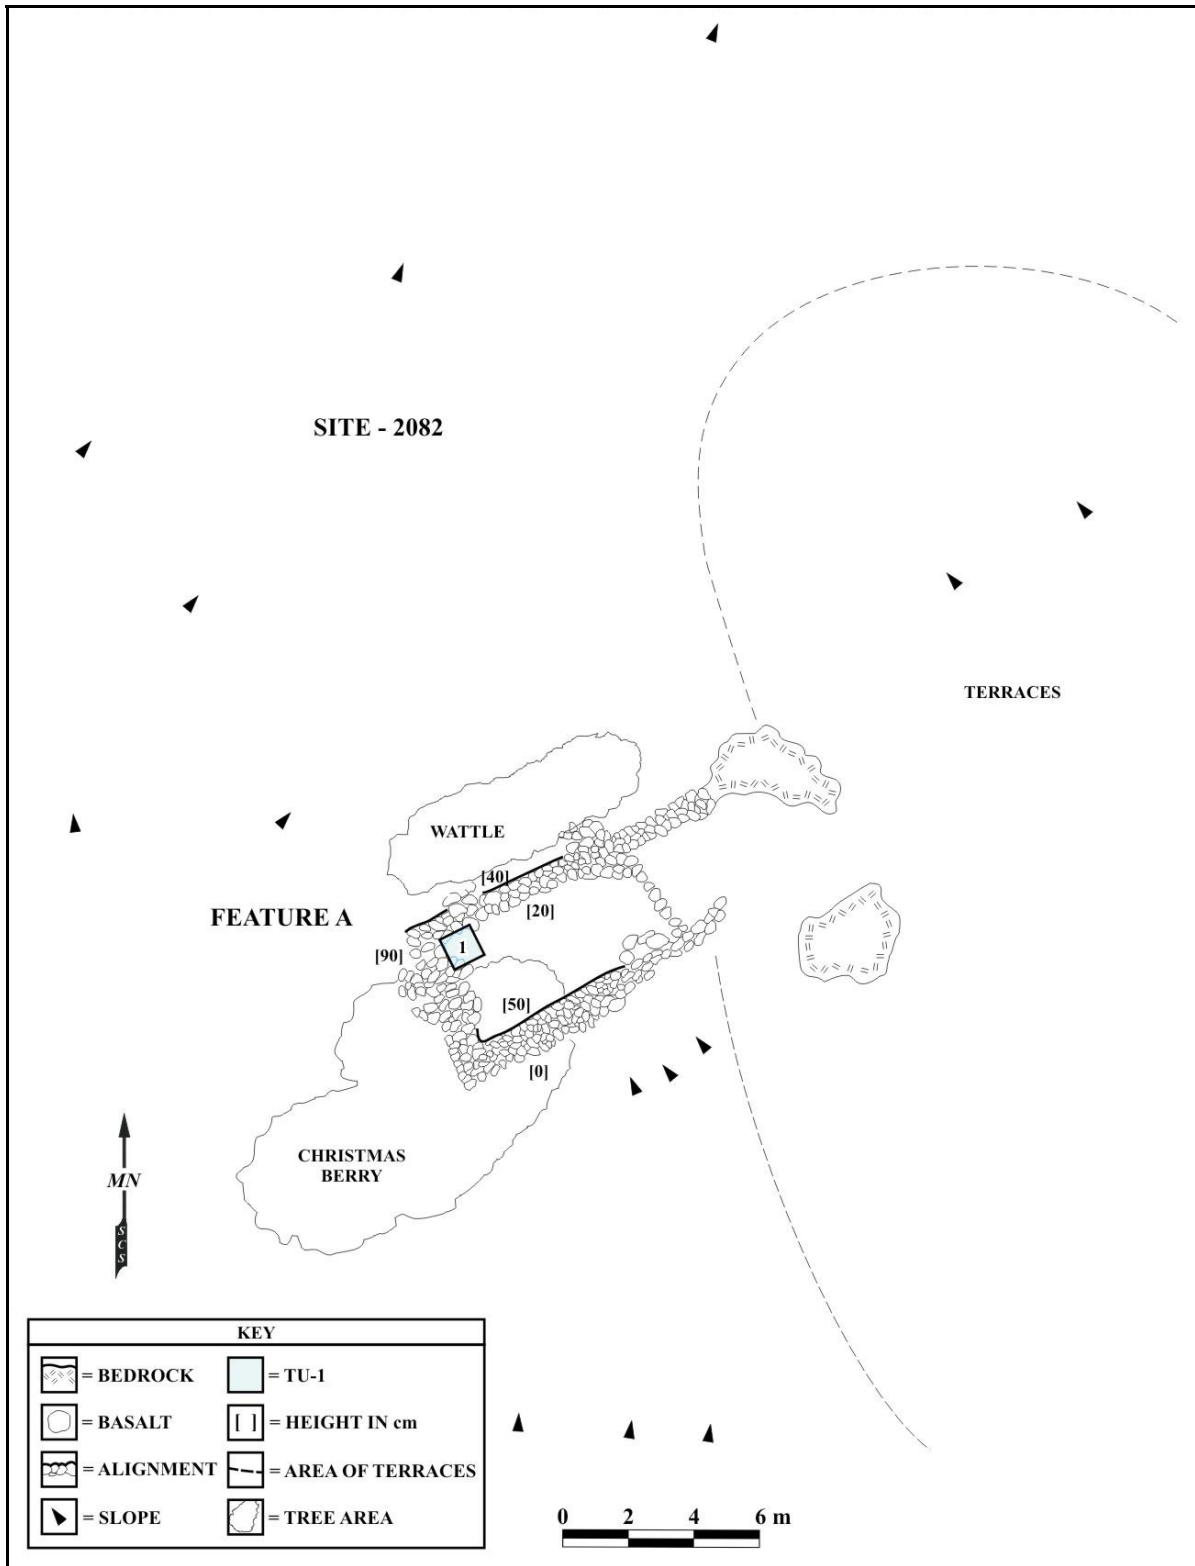 SITE - 2082
TERRACES
WATTLE
[40]
[20]
FEATURE A
1
[90]
[50]
[0]
CHRISTMAS
BERRY
MN
SCS
KEY
= BEDROCK
= TU-1
= BASALT
[ ] = HEIGHT IN cm
= ALIGNMENT
= AREA OF TERRACES
= SLOPE
= TREE AREA
0 2 4 6 m